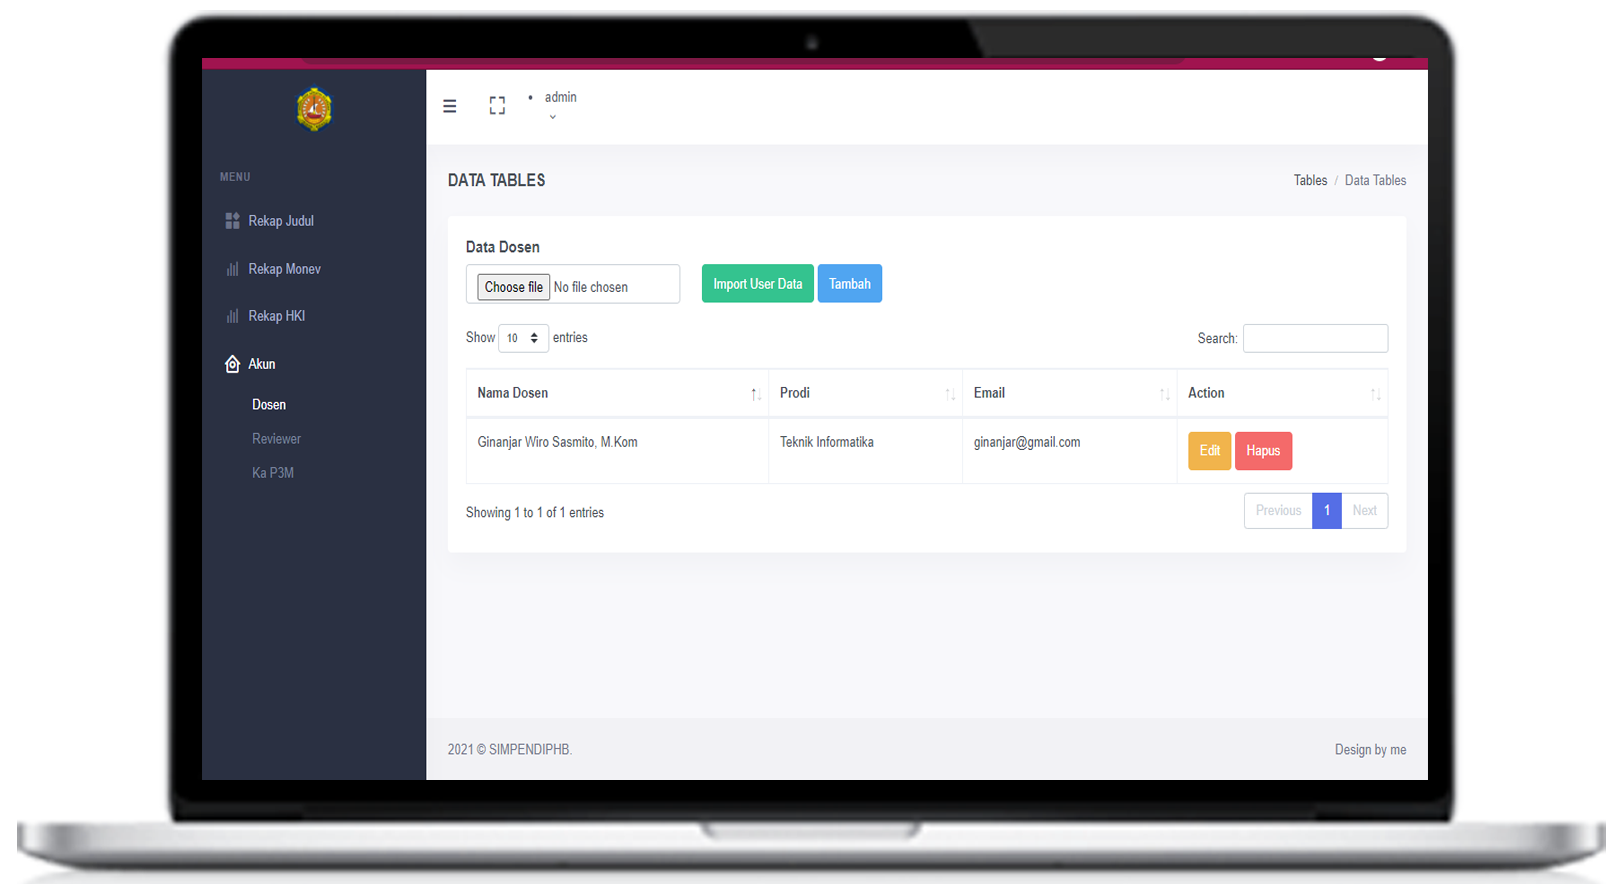 admin
MENU
Rekap Judul
Rekap Monev
Rekap HKI
Akun
Dosen
Reviewer
Ka P3M
DATA TABLES
Tables / Data Tables
Data Dosen
Choose file No file chosen
Import User Data
Tambah
Show 10 entries
Search:
Nama Dosen Prodi Email Action
Ginanjar Wiro Sasmito, M.Kom Teknik Informatika ginanjar@gmail.com Edit Hapus
Showing 1 to 1 of 1 entries
Previous 1 Next
2021 © SIMPENDIPHB.
Design by me